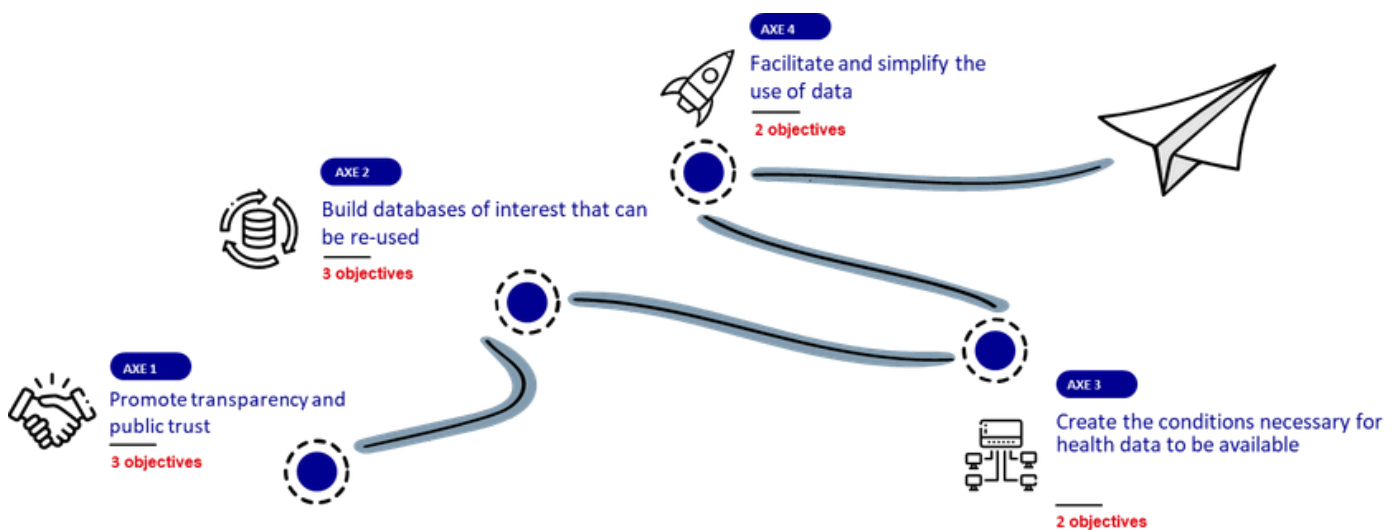 AXE 4
Facilitate and simplify the
use of data
2 objectives
AXE 2
Build databases of interest that can
be re-used
3 objectives
AXE 1
Promote transparency and
public trust
3 objectives
AXE 3
Create the conditions necessary for
health data to be available
2 objectives